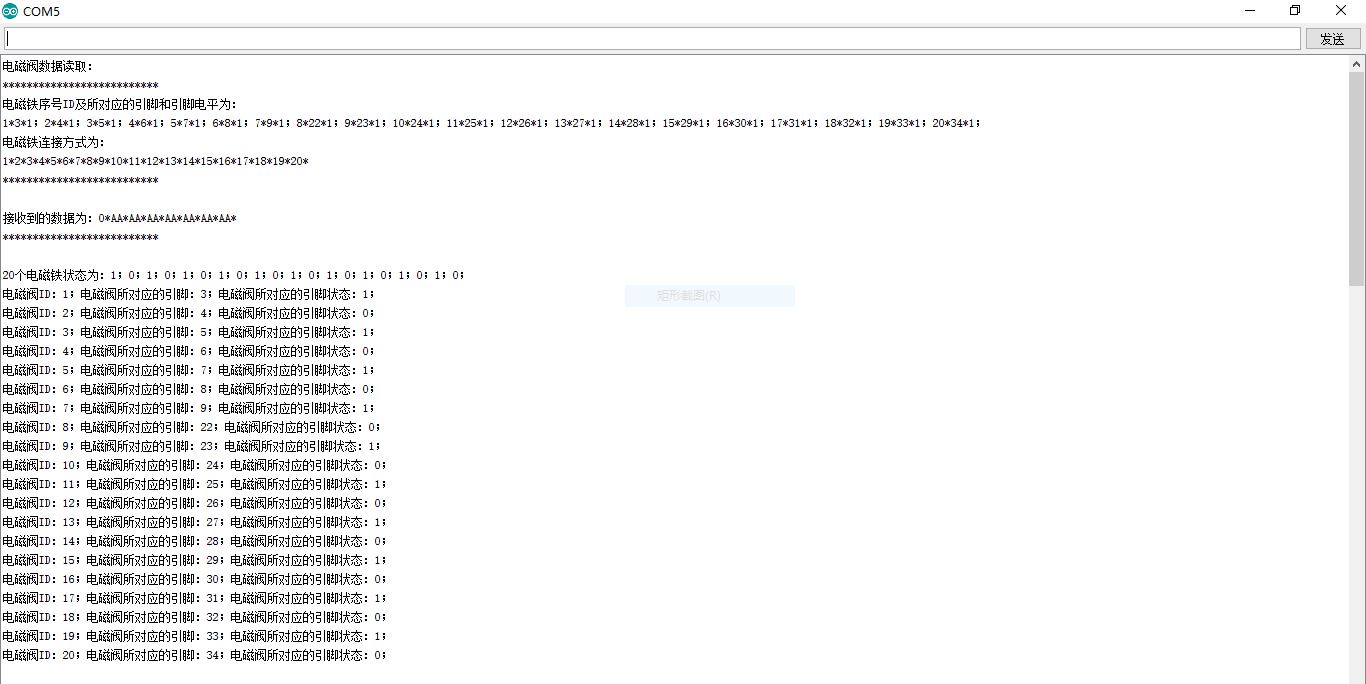 COM5
发送
电磁阀数据读取：
**************************
电磁铁序号ID及所对应的引脚和引脚电平为：
1*3*1；2*4*1；3*5*1；4*6*1；5*7*1；6*8*1；7*9*1；8*22*1；9*23*1；10*24*1；11*25*1；12*26*1；13*27*1；14*28*1；15*29*1；16*30*1；17*31*1；18*32*1；19*33*1；20*34*1；
电磁铁连接方式为：
1*2*3*4*5*6*7*8*9*10*11*12*13*14*15*16*17*18*19*20*
**************************
接收到的数据为：0*AA*AA*AA*AA*AA*AA*AA*
**************************
20个电磁铁状态为：1；0；1；0；1；0；1；0；1；0；1；0；1；0；1；0；1；0；1；0；
电磁阀ID：1；电磁阀所对应的引脚：3；电磁阀所对应的引脚状态：1；
矩形截图(R)
电磁阀ID：2；电磁阀所对应的引脚：4；电磁阀所对应的引脚状态：0；
电磁阀ID：3；电磁阀所对应的引脚：5；电磁阀所对应的引脚状态：1；
电磁阀ID：4；电磁阀所对应的引脚：6；电磁阀所对应的引脚状态：0；
电磁阀ID：5；电磁阀所对应的引脚：7；电磁阀所对应的引脚状态：1；
电磁阀ID：6；电磁阀所对应的引脚：8；电磁阀所对应的引脚状态：0；
电磁阀ID：7；电磁阀所对应的引脚：9；电磁阀所对应的引脚状态：1；
电磁阀ID：8；电磁阀所对应的引脚：22；电磁阀所对应的引脚状态：0；
电磁阀ID：9；电磁阀所对应的引脚：23；电磁阀所对应的引脚状态：1；
电磁阀ID：10；电磁阀所对应的引脚：24；电磁阀所对应的引脚状态：0；
电磁阀ID：11；电磁阀所对应的引脚：25；电磁阀所对应的引脚状态：1；
电磁阀ID：12；电磁阀所对应的引脚：26；电磁阀所对应的引脚状态：0；
电磁阀ID：13；电磁阀所对应的引脚：27；电磁阀所对应的引脚状态：1；
电磁阀ID：14；电磁阀所对应的引脚：28；电磁阀所对应的引脚状态：0；
电磁阀ID：15；电磁阀所对应的引脚：29；电磁阀所对应的引脚状态：1；
电磁阀ID：16；电磁阀所对应的引脚：30；电磁阀所对应的引脚状态：0；
电磁阀ID：17；电磁阀所对应的引脚：31；电磁阀所对应的引脚状态：1；
电磁阀ID：18；电磁阀所对应的引脚：32；电磁阀所对应的引脚状态：0；
电磁阀ID：19；电磁阀所对应的引脚：33；电磁阀所对应的引脚状态：1；
电磁阀ID：20；电磁阀所对应的引脚：34；电磁阀所对应的引脚状态：0；